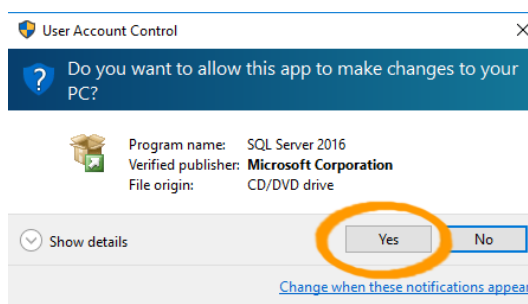 User Account Control
Do you want to allow this app to make changes to your
PC?
Program name: SQL Server 2016
Verified publisher: Microsoft Corporation
File origin: CD/DVD drive
Show details
Yes
No
Change when these notifications appear